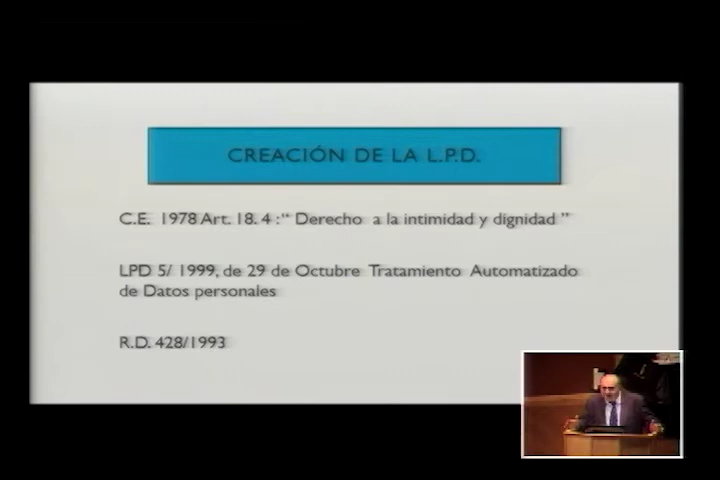 CREACIÓN DE LA L.P.D.
C.E. 1978 Art. 18. 4 :“ Derecho a la intimidad y dignidad ”
LPD 5/ 1999, de 29 de Octubre Tratamiento Automatizado
de Datos personales
R.D. 428/1993